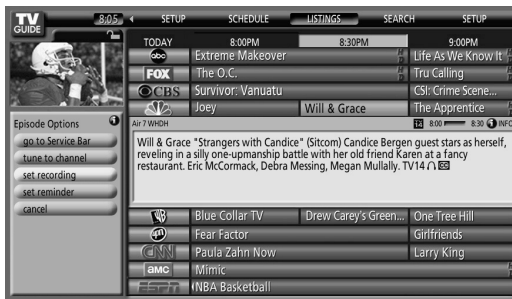 TV
GUIDE
8:05
SETUP SCHEDULE LISTINGS SEARCH SETUP
TODAY 8:00PM 8:30PM 9:00PM
abc Extreme Makeover HD Life As We Know It H
FOX The O.C. HD Tru Calling
CBS Survivor: Vanuatu CSI: Crime Scene...
Joey Will & Grace The Apprentice
Episode Options
go to Service Bar
tune to channel
set recording
set reminder
cancel
Air 7 WHDH 14 8:00 8:30 INFO
Will & Grace "Strangers with Candice" (Sitcom) Candice Bergen guest stars as herself,
reveling in a silly one-upmanship battle with her old friend Karen at a fancy
restaurant. Eric McCormack, Debra Messing, Megan Mullally. TV14
WB Blue Collar TV Drew Carey's Green... One Tree Hill
Fear Factor Girlfriends
CNN Paula Zahn Now Larry King
amc Mimic
ESPN NBA Basketball